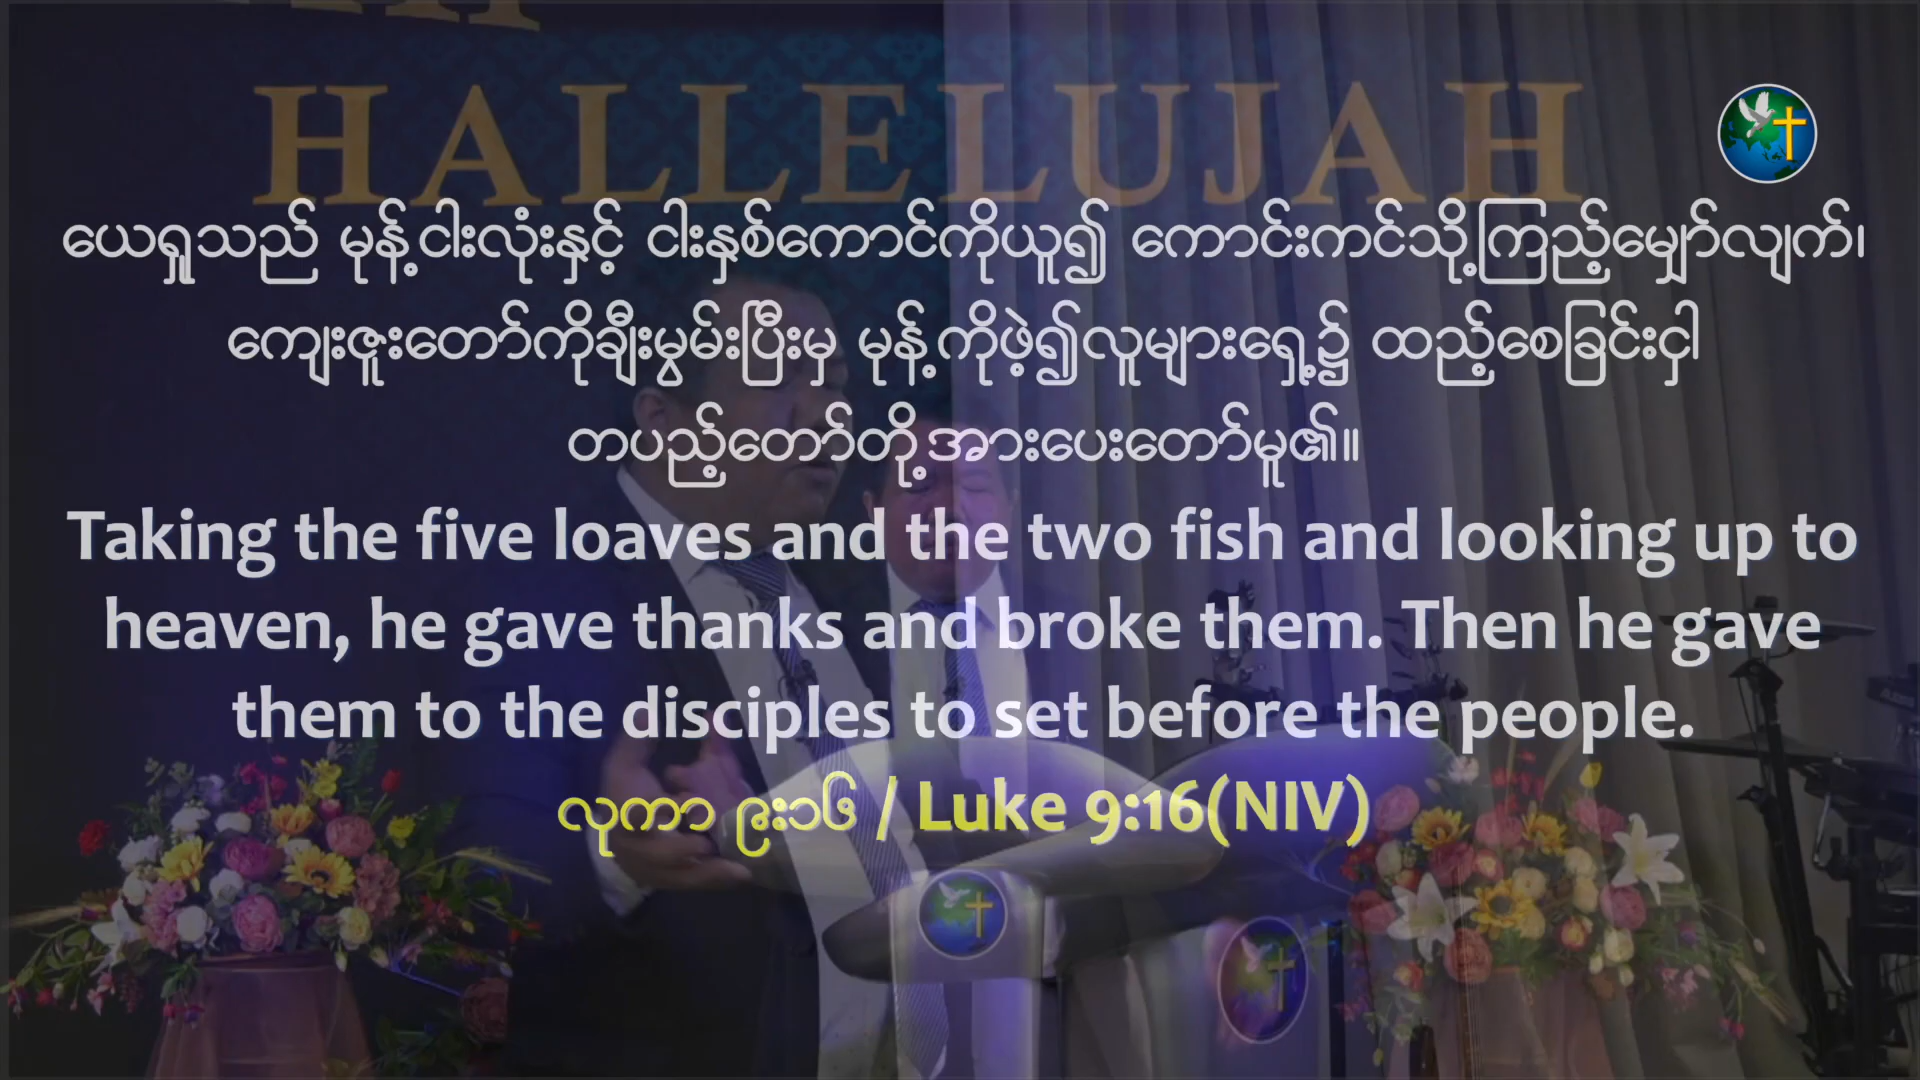 HALLELUJAH
ယေရှုသည် မုန့်ငါးလုံးနှင့် ငါးနှစ်ကောင်ကိုယူ၍ ကောင်းကင်သို့ကြည့်မျှော်လျက်၊
ကျေးဇူးတော်ကိုချီးမွမ်းပြီးမှ မုန့်ကိုဖဲ့၍လူများရှေ့၌ ထည့်စေခြင်းငှါ
တပည့်တော်တို့အားပေးတော်မူ၏။
Taking the five loaves and the two fish and looking up to
heaven, he gave thanks and broke them. Then he gave
them to the disciples to set before the people.
လုကာ ၉း၁၆ / Luke 9:16(NIV)